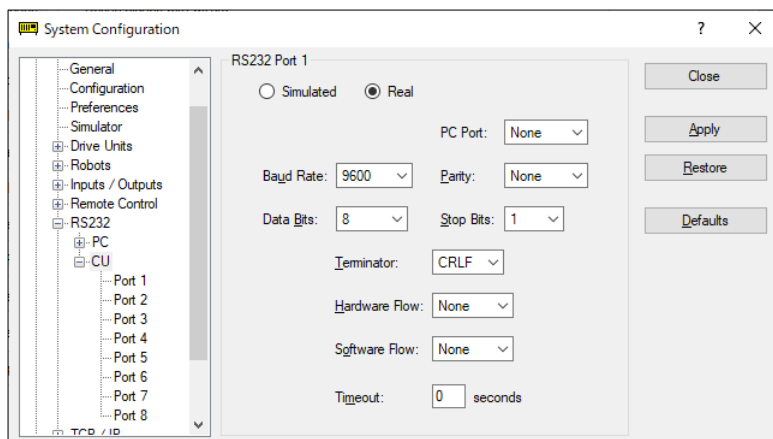 System Configuration
?
General
Configuration
Preferences
Simulator
Drive Units
Robots
Inputs / Outputs
Remote Control
RS232
PC
CU
Port 1
Port 2
Port 3
Port 4
Port 5
Port 6
Port 7
Port 8
TCP / IP
RS232 Port 1
Simulated
Real
PC Port: None
Baud Rate: 9600
Parity: None
Data Bits: 8
Stop Bits: 1
Terminator: CRLF
Hardware Flow: None
Software Flow: None
Timeout: 0 seconds
Close
Apply
Restore
Defaults